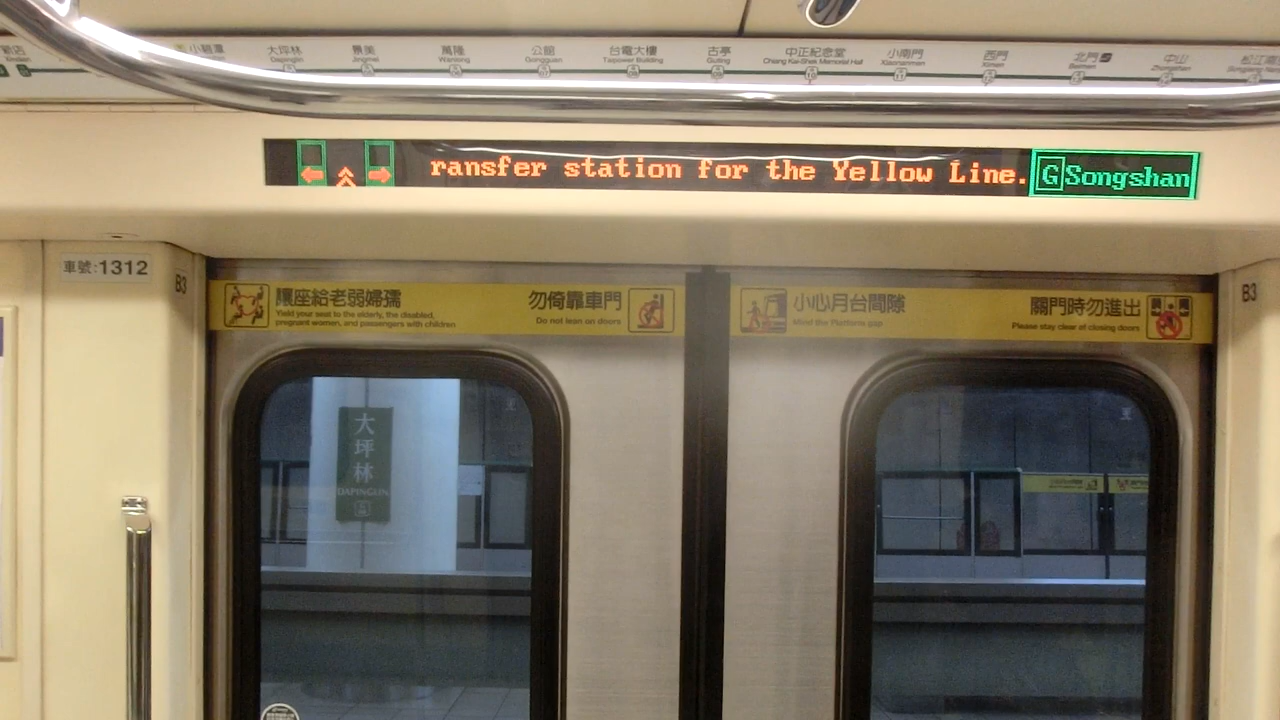 新店
Xindian
小碧潭
大坪林
Dapinglin
景美
Jingmei
萬隆
Wanlong
公館
Gongguan
台電大樓
Taipower Building
古亭
Guting
中正紀念堂
Chiang Kai-Shek Memorial Hall
小南門
Xiaonanmen
西門
Ximen
北門
Beimen
中山
Zhongshan
ransfer station for the Yellow Line.
G Songshan
車號:1312
B3
讓座給老弱婦孺
Yield your seat to the elderly, the disabled,
pregnant women, and passengers with children
勿倚靠車門
Do not lean on doors
小心月台間隙
Mind the Platform gap
關門時勿進出
Please stay clear of closing doors
B3
大坪林
DAPINGLIN